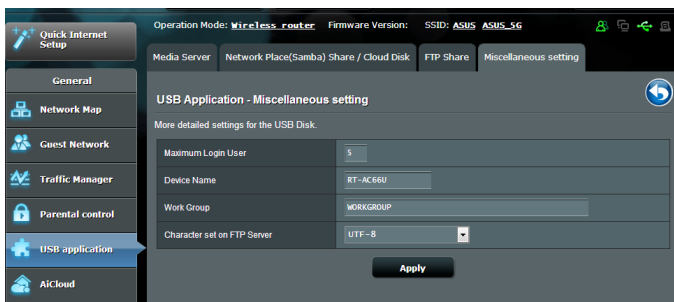 Quick Internet
Setup
Operation Mode: Wireless router Firmware Version: SSID: ASUS ASUS_5G
Media Server Network Place(Samba) Share / Cloud Disk FTP Share Miscellaneous setting
General
Network Map
Guest Network
Traffic Manager
Parental control
USB application
AiCloud
USB Application - Miscellaneous setting
More detailed settings for the USB Disk.
Maximum Login User 5
Device Name RT-AC66U
Work Group WORKGROUP
Character set on FTP Server UTF-8
Apply